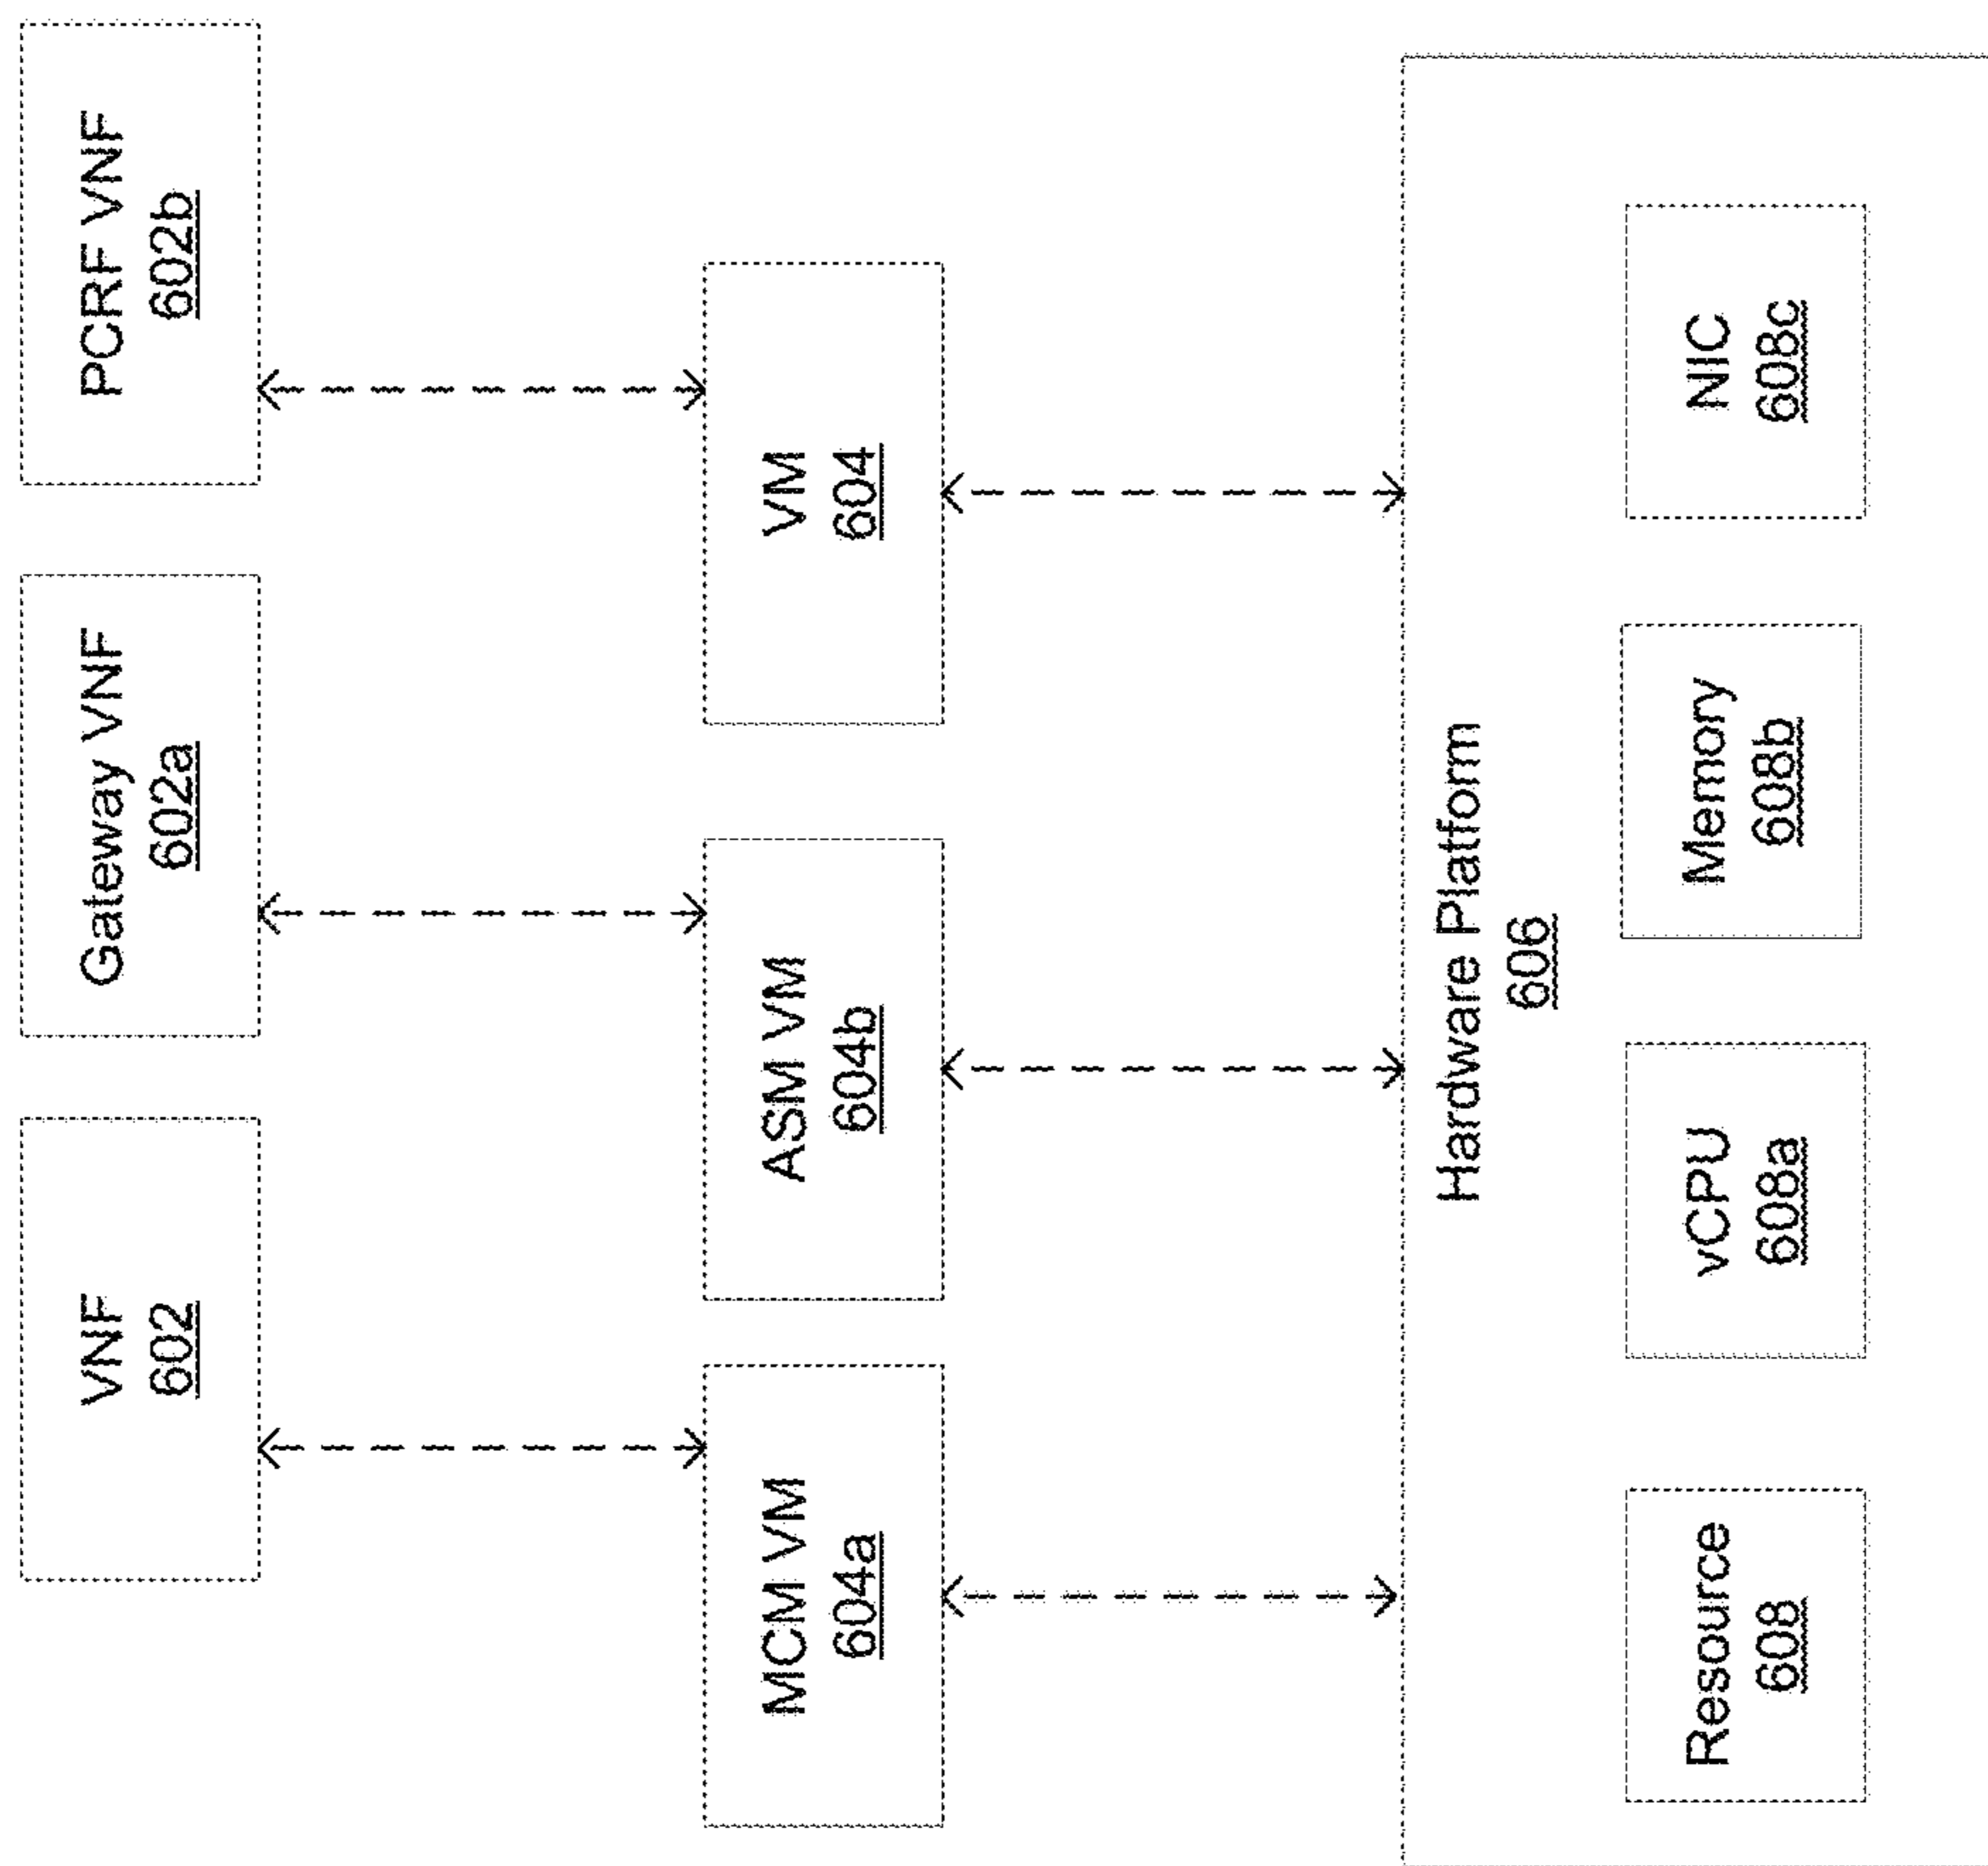 VNF
602
Gateway VNF
602a
PCRF VNF
602b
MCM VM
604a
ASM VM
604b
VM
604
Hardware Platform
606
Resource
608
vCPU
608a
Memory
608b
NIC
608c